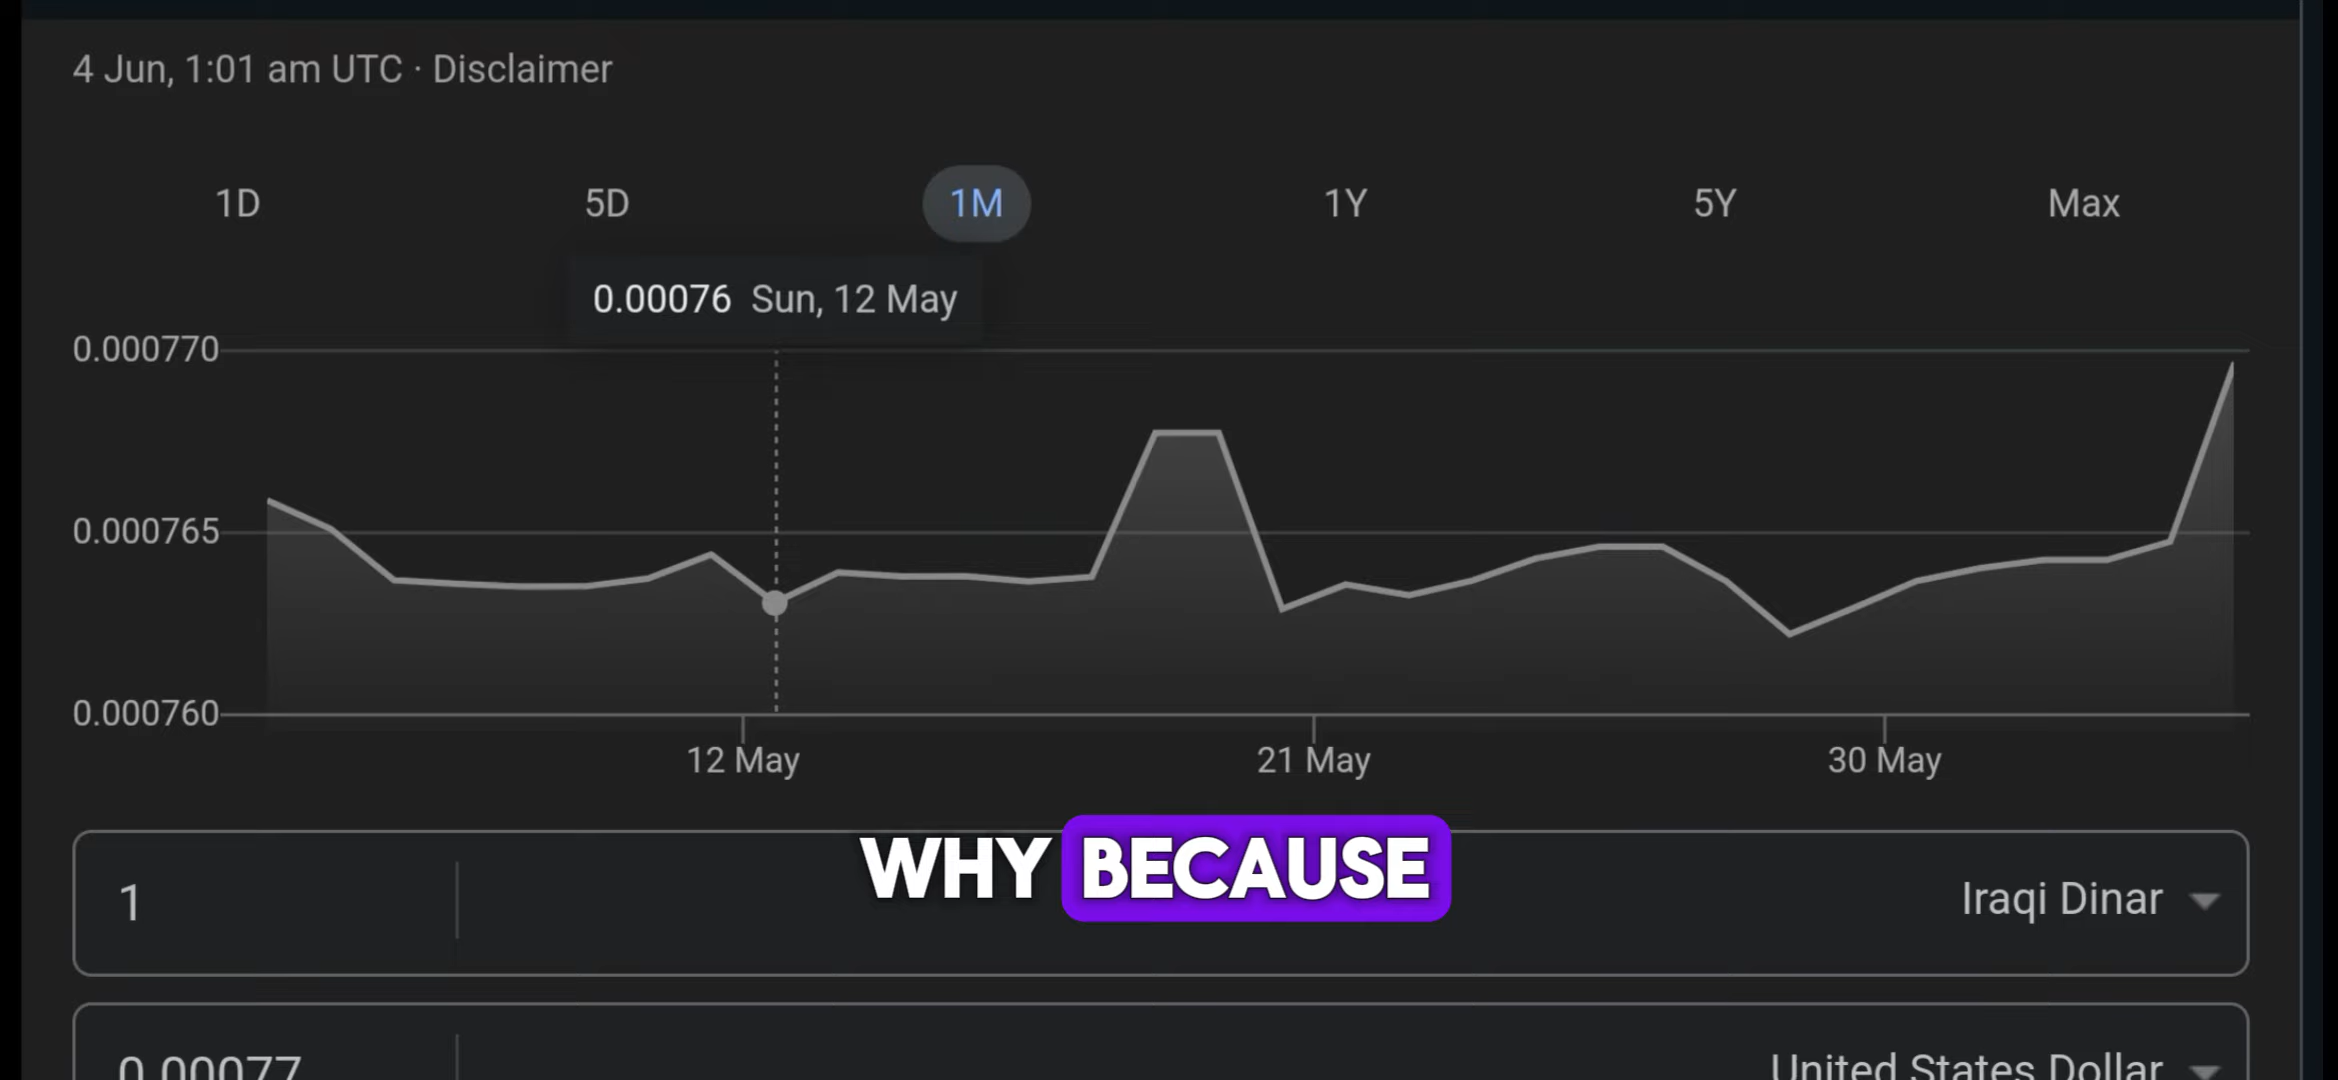 4 Jun, 1:01 am UTC · Disclaimer
1D 5D 1M 1Y 5Y Max
0.00076 Sun, 12 May
0.000770
0.000765
0.000760
12 May 21 May 30 May
WHY BECAUSE
1 Iraqi Dinar
0.00077 United States Dollar